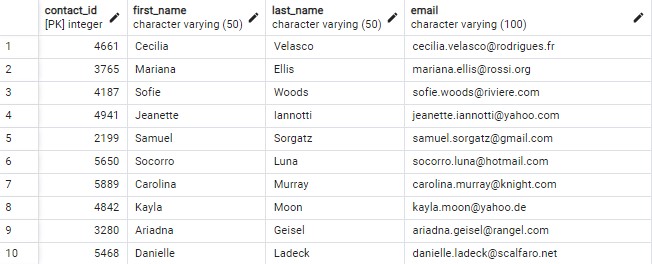 contact_id first_name last_name email
[PK] integer character varying (50) character varying (50) character varying (100)
1 4661 Cecilia Velasco cecilia.velasco@rodrigues.fr
2 3765 Mariana Ellis mariana.ellis@rossi.org
3 4187 Sofie Woods sofie.woods@riviere.com
4 4941 Jeanette Iannotti jeanette.iannotti@yahoo.com
5 2199 Samuel Sorgatz samuel.sorgatz@gmail.com
6 5650 Socorro Luna socorro.luna@hotmail.com
7 5889 Carolina Murray carolina.murray@knight.com
8 4842 Kayla Moon kayla.moon@yahoo.de
9 3280 Ariadna Geisel ariadna.geisel@rangel.com
10 5468 Danielle Ladeck danielle.ladeck@scalfaro.net